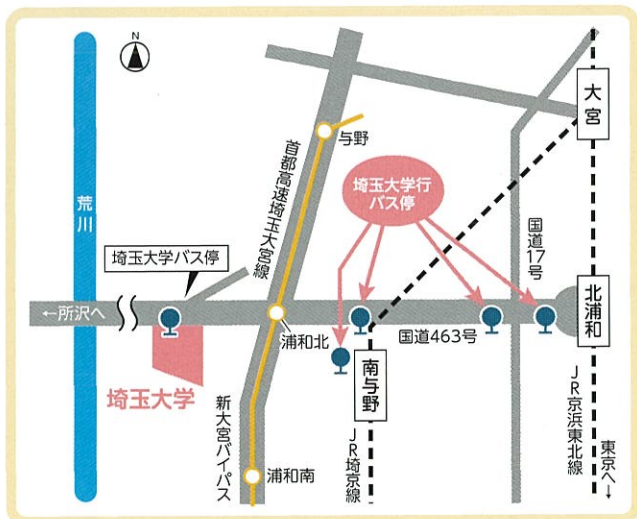 N
大宮
与野
首都高速埼玉大宮線
埼玉大学行
バス停
荒川
国道17号
埼玉大学バス停
北浦和
←所沢へ
浦和北
国道463号
南与野
埼玉大学
新大宮バイパス
JR埼京線
JR京浜東北線
東京へ→
浦和南